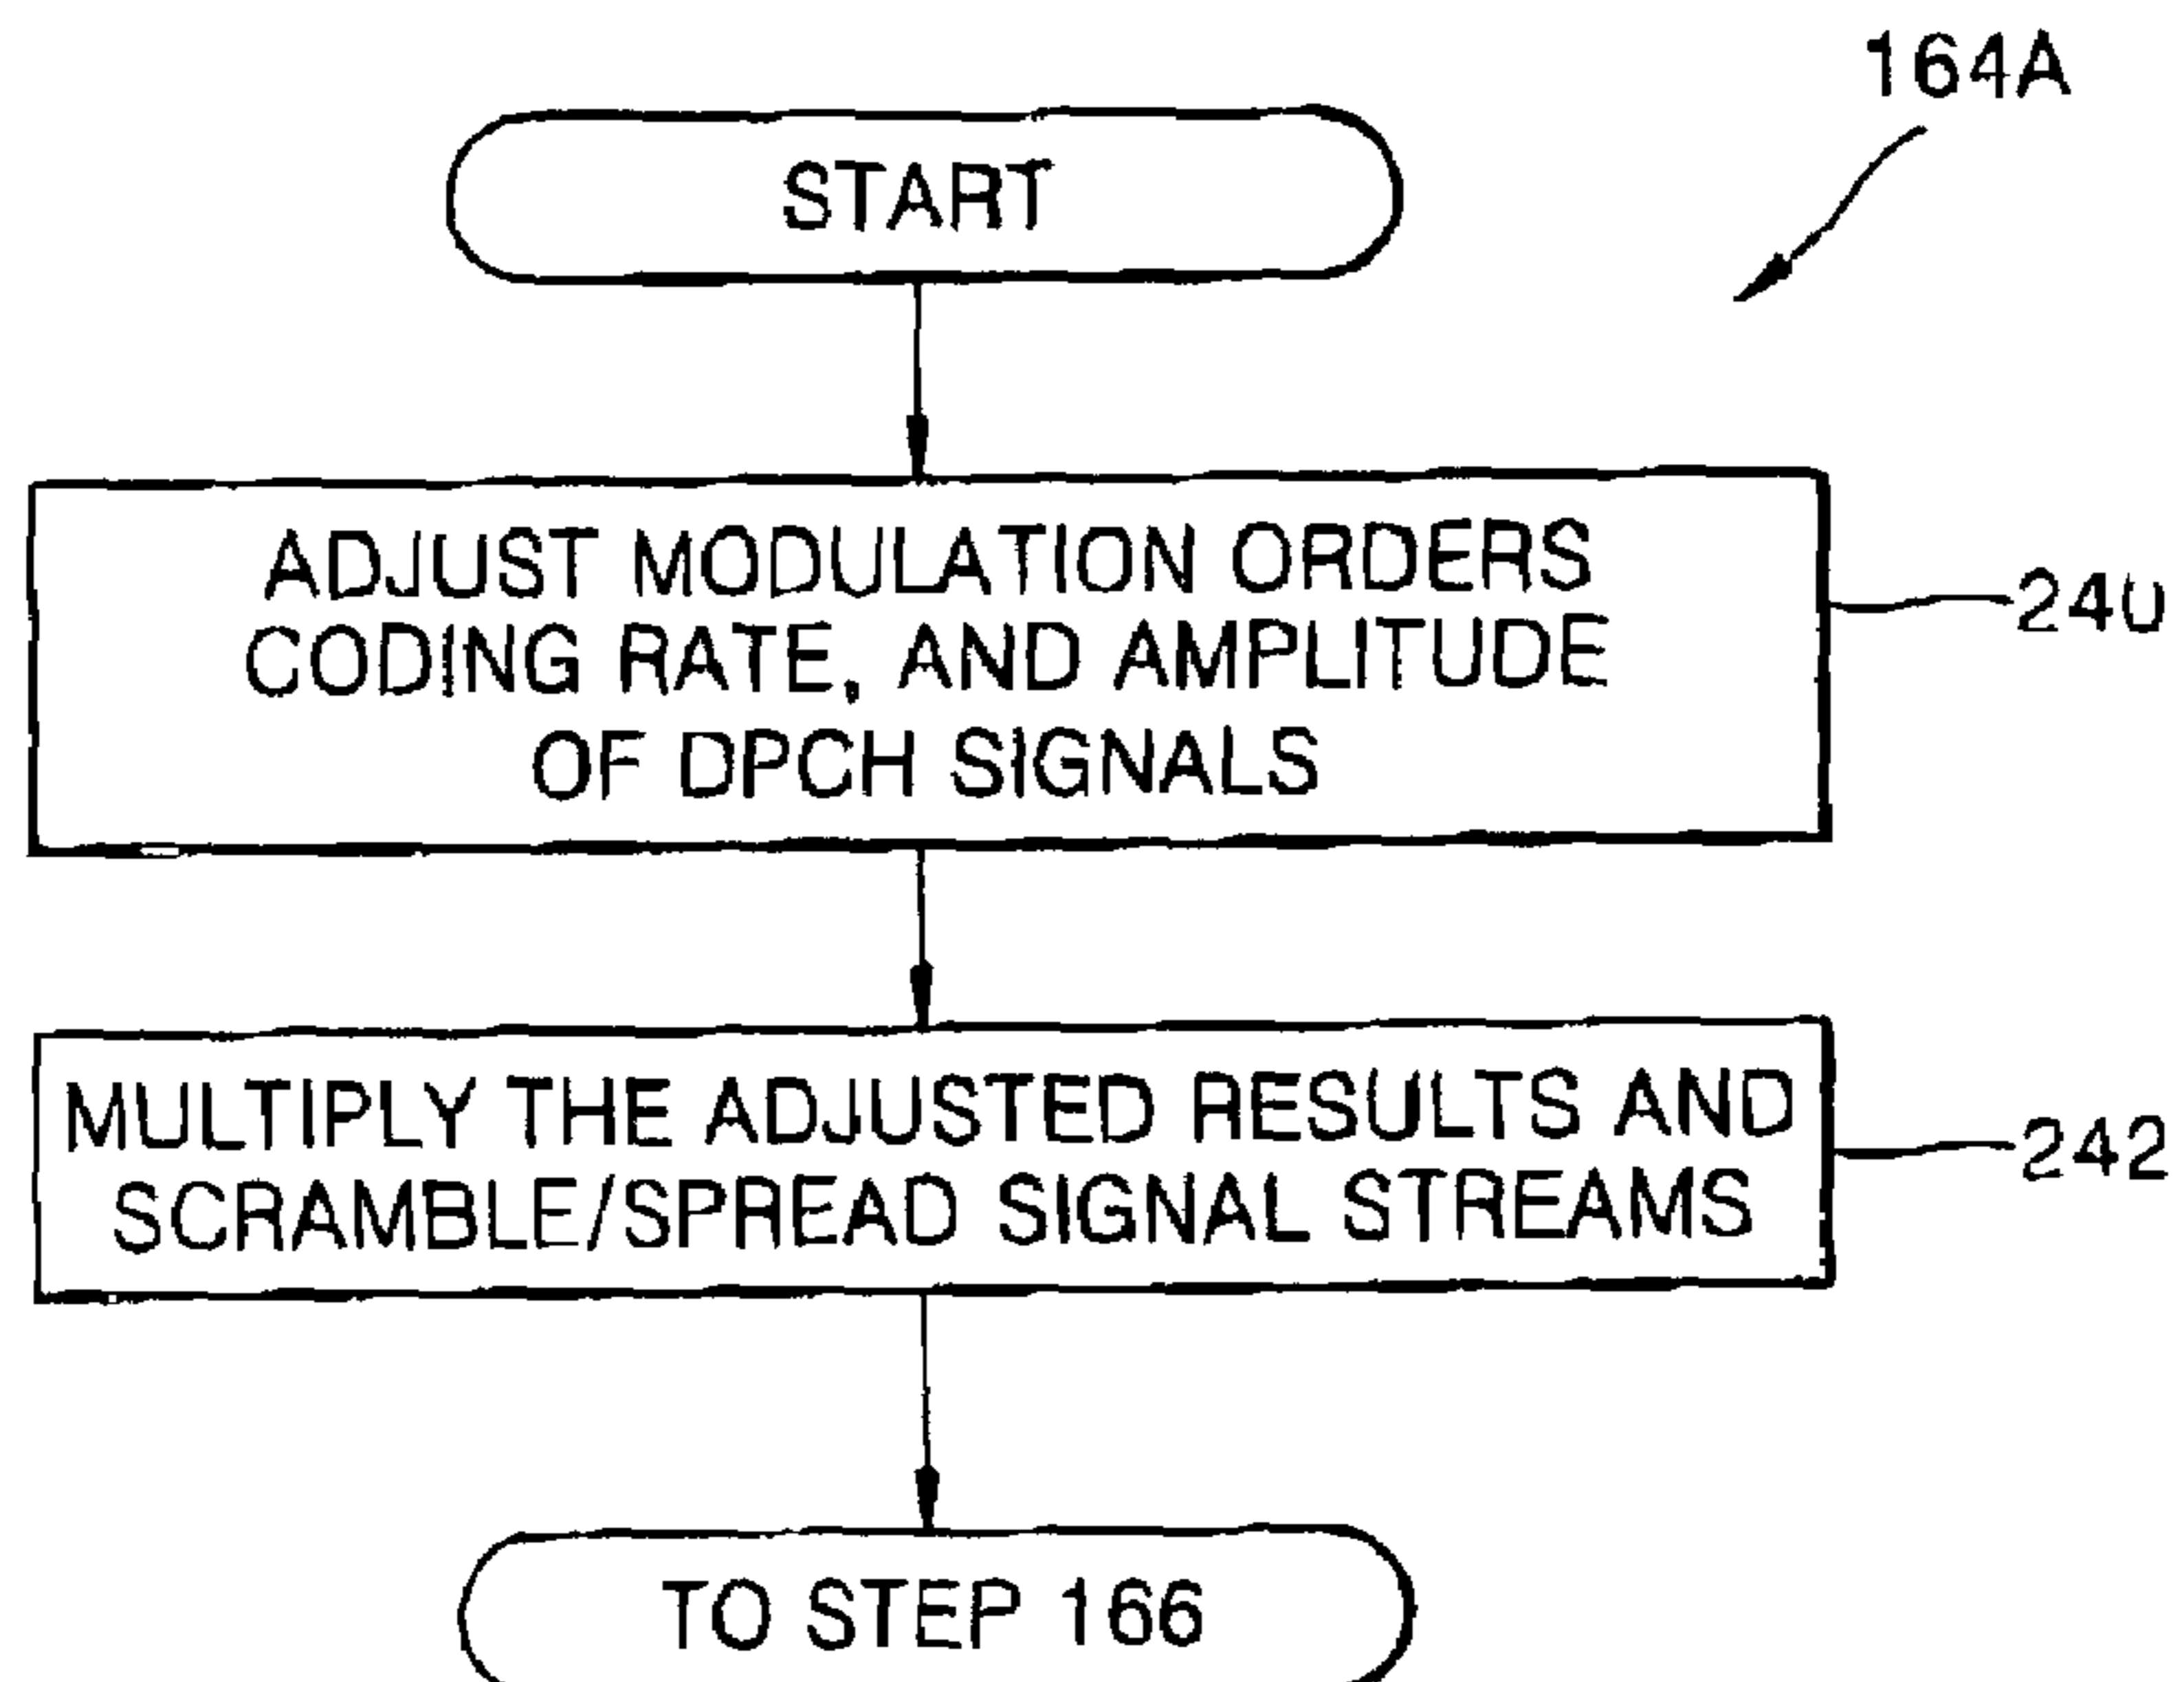 164A
START
ADJUST MODULATION ORDERS
CODING RATE, AND AMPLITUDE
OF DPCH SIGNALS
240
MULTIPLY THE ADJUSTED RESULTS AND
SCRAMBLE/SPREAD SIGNAL STREAMS
242
TO STEP 166